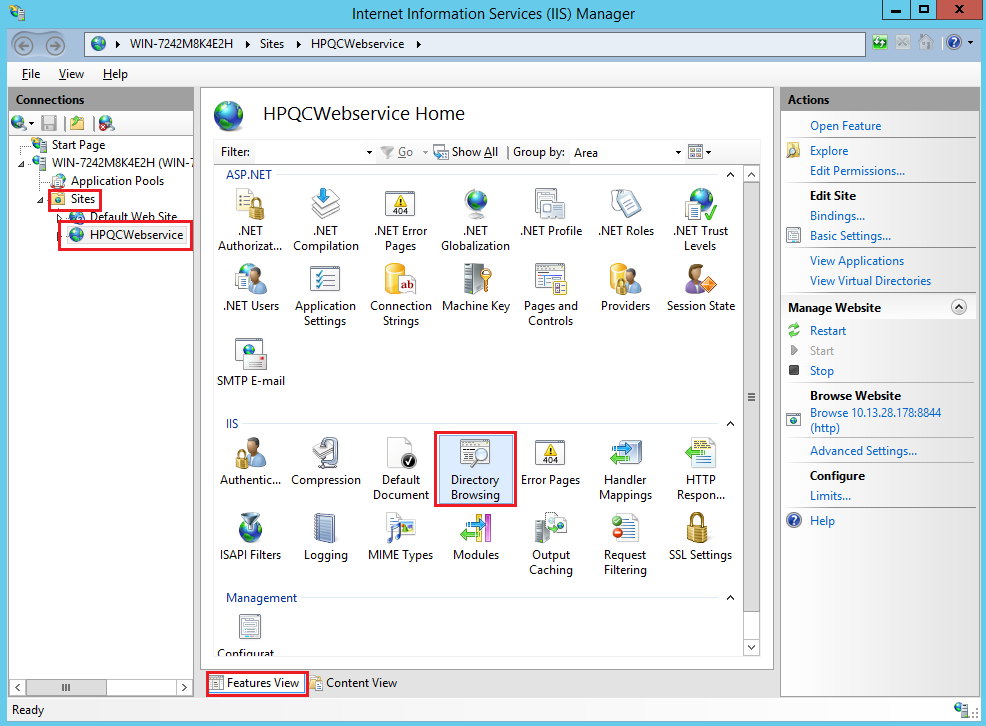 Internet Information Services (IIS) Manager
WIN-7242M8K4E2H Sites HPQCWebservice
File View Help
Connections
Start Page
WIN-7242M8K4E2H (WIN-7
Application Pools
Sites
Default Web Site
HPQCWebservice
HPQCWebservice Home
Filter: Go Show All Group by: Area
ASP.NET
.NET Authorizat...
.NET Compilation
.NET Error Pages
.NET Globalization
.NET Profile
.NET Roles
.NET Trust Levels
.NET Users
Application Settings
Connection Strings
Machine Key
Pages and Controls
Providers
Session State
SMTP E-mail
IIS
Authentic...
Compression
Default Document
Directory Browsing
Error Pages
Handler Mappings
HTTP Respon...
ISAPI Filters
Logging
MIME Types
Modules
Output Caching
Request Filtering
SSL Settings
Management
Configurat
Features View
Content View
Actions
Open Feature
Explore
Edit Permissions...
Edit Site
Bindings...
Basic Settings...
View Applications
View Virtual Directories
Manage Website
Restart
Start
Stop
Browse Website
Browse 10.13.28.178:8844
(http)
Advanced Settings...
Configure
Limits...
Help
Ready